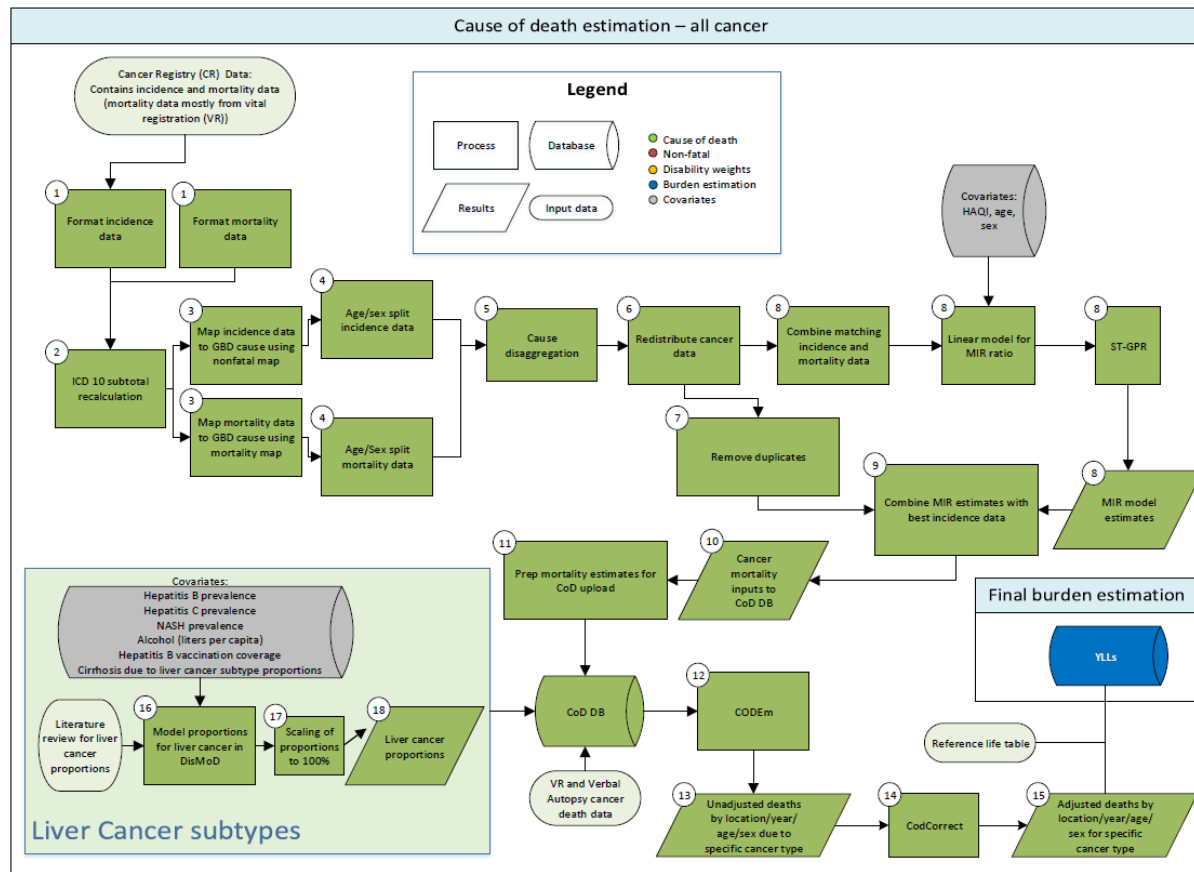 Cause of death estimation – all cancer
Cancer Registry (CR) Data:
Contains incidence and mortality data
(mortality data mostly from vital
registration (VR))
Legend
Process
Database
Results
Input data
Cause of death
Non-fatal
Disability weights
Burden estimation
Covariates
Covariates:
HAQI, age,
sex
1
Format incidence
data
1
Format mortality
data
2
ICD 10 subtotal
recalculation
3
Map incidence data
to GBD cause using
nonfatal map
3
Map mortality data
to GBD cause using
mortality map
4
Age/sex split
incidence data
4
Age/Sex split
mortality data
5
Cause
disaggregation
6
Redistribute cancer
data
8
Combine matching
incidence and
mortality data
8
Linear model for
MIR ratio
8
ST-GPR
7
Remove duplicates
9
Combine MIR estimates with
best incidence data
8
MIR model
estimates
10
Cancer
mortality
inputs to
CoD DB
11
Prep mortality estimates for
CoD upload
Covariates:
Hepatitis B prevalence
Hepatitis C prevalence
NASH prevalence
Alcohol (liters per capita)
Hepatitis B vaccination coverage
Cirrhosis due to liver cancer subtype proportions
Literature
review for liver
cancer
proportions
16
Model proportions
for liver cancer in
DisMoD
17
Scaling of
proportions
to 100%
18
Liver cancer
proportions
Liver Cancer subtypes
CoD DB
VR and Verbal
Autopsy cancer
death data
12
CODEm
13
Unadjusted deaths
by location/year/
age/sex due to
specific cancer type
14
CodCorrect
15
Adjusted deaths by
location/year/age/
sex for specific
cancer type
Final burden estimation
YLLs
Reference life table